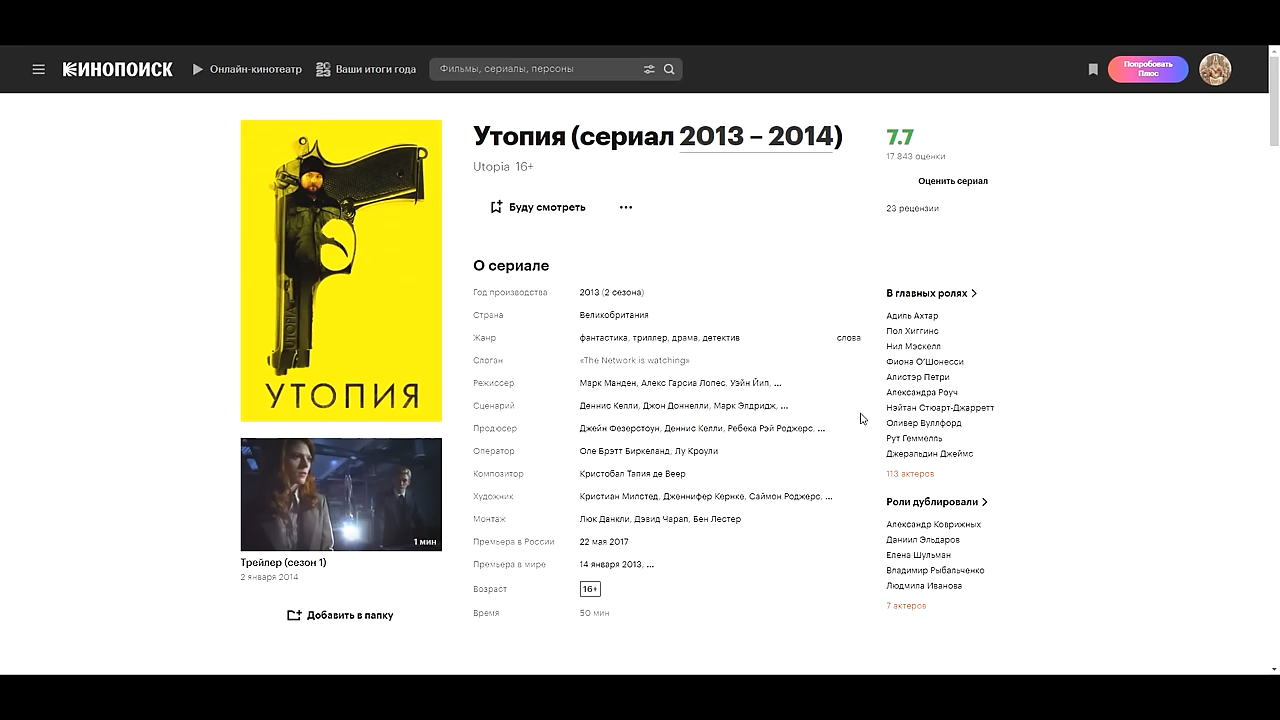 КИНОПОИСК
Онлайн-кинотеатр
2023
Ваши итоги года
Фильмы, сериалы, персоны
Попробовать
Плюс
УТОПИЯ
Утопия (сериал 2013 – 2014)
Utopia 16+
Буду смотреть
...
7.7
17 843 оценки
Оценить сериал
23 рецензии
О сериале
Год производства 2013 (2 сезона)
Страна Великобритания
Жанр фантастика, триллер, драма, детектив слова
Слоган «The Network is watching»
Режиссер Марк Манден, Алекс Гарсиа Лопес, Уэйн Йип, ...
Сценарий Деннис Келли, Джон Доннелли, Марк Элдридж, ...
Продюсер Джейн Фезерстоун, Деннис Келли, Ребека Рэй Роджерс, ...
Оператор Оле Брэтт Биркеланд, Лу Кроули
Композитор Кристобал Тапиа де Веер
Художник Кристиан Милстед, Дженнифер Кернке, Саймон Роджерс, ...
Монтаж Люк Данкли, Дэвид Чарап, Бен Лестер
Премьера в России 22 мая 2017
Премьера в мире 14 января 2013, ...
Возраст 16+
Время 50 мин
В главных ролях
Адиль Ахтар
Пол Хиггинс
Нил Мэскелл
Фиона О’Шонесси
Алистэр Петри
Александра Роуч
Нэйтан Стюарт-Джарретт
Оливер Вуллфорд
Рут Геммелль
Джеральдин Джеймс
113 актеров
Роли дублировали
Александр Коврижных
Даниил Эльдаров
Елена Шульман
Владимир Рыбальченко
Людмила Иванова
7 актеров
1 мин
Трейлер (сезон 1)
2 января 2014
Добавить в папку